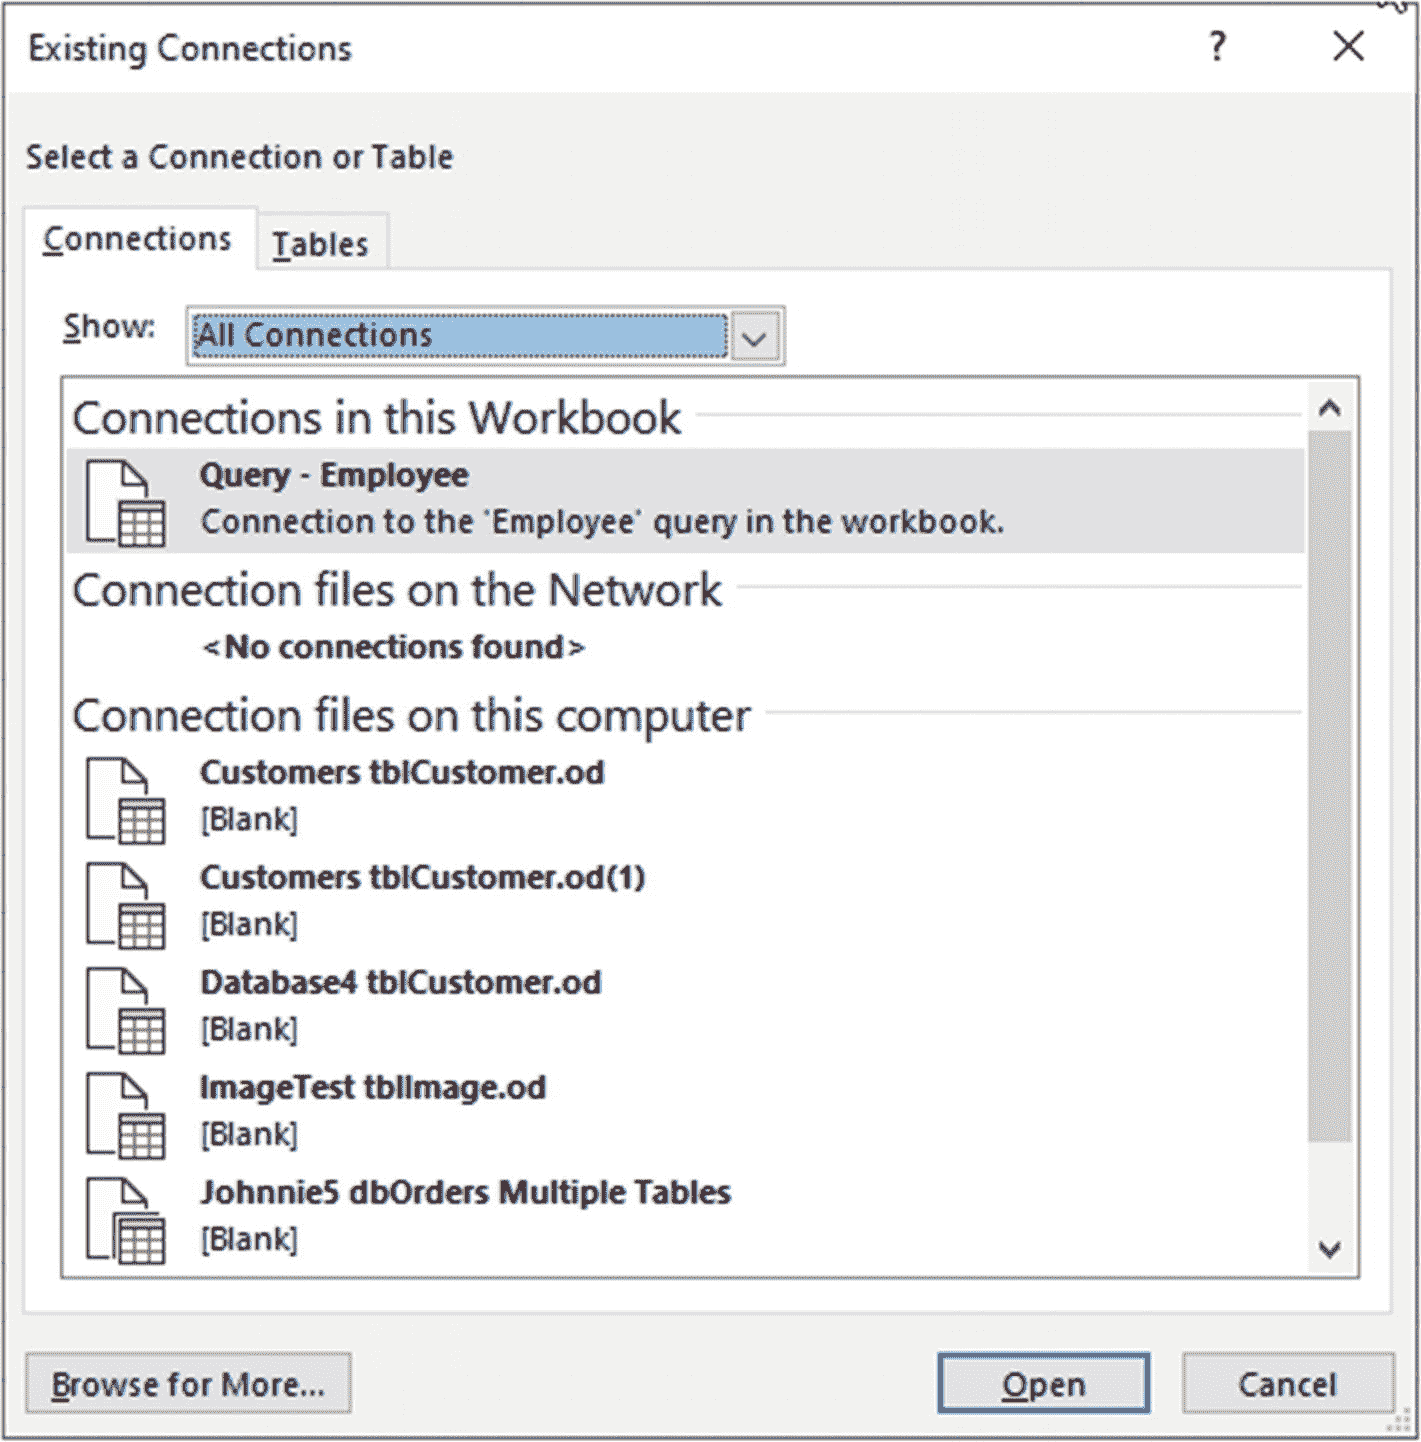 Existing Connections
?
Select a Connection or Table
Connections Tables
Show: All Connections
Connections in this Workbook
Query - Employee
Connection to the 'Employee' query in the workbook.
Connection files on the Network
<No connections found>
Connection files on this computer
Customers tblCustomer.od
[Blank]
Customers tblCustomer.od(1)
[Blank]
Database4 tblCustomer.od
[Blank]
ImageTest tblImage.od
[Blank]
Johnnie5 dbOrders Multiple Tables
[Blank]
Browse for More... Open Cancel